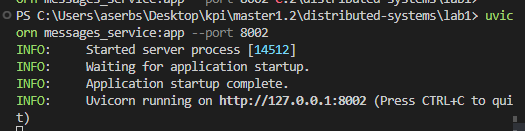 orn messages_service:app --port 8002
PS C:\Users\aserbs\Desktop\kpi\master1.2\distributed-systems\lab1> uvic
orn messages_service:app --port 8002
INFO:     Started server process [14512]
INFO:     Waiting for application startup.
INFO:     Application startup complete.
INFO:     Uvicorn running on http://127.0.0.1:8002 (Press CTRL+C to qui
t)